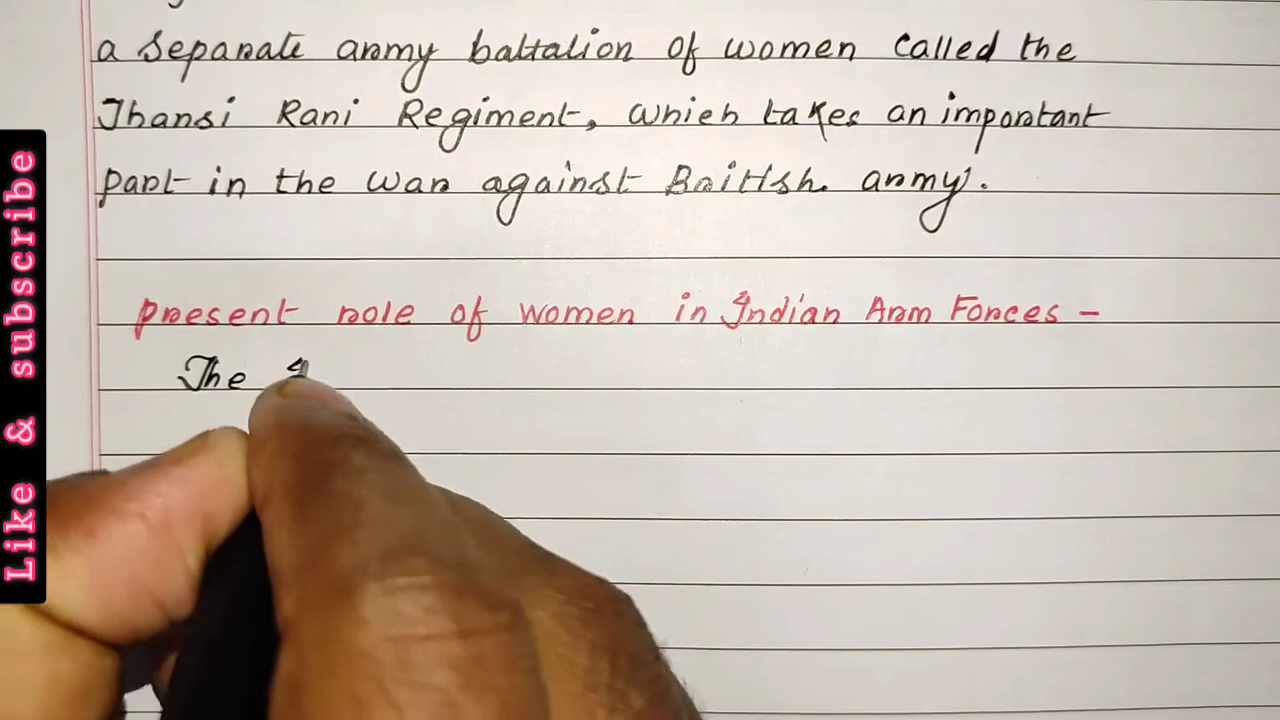 a separate army battalion of women called the
Jhansi Rani Regiment, which takes an important
part in the war against British army.
present role of women in Indian Arm Forces -
The
Like & subscribe